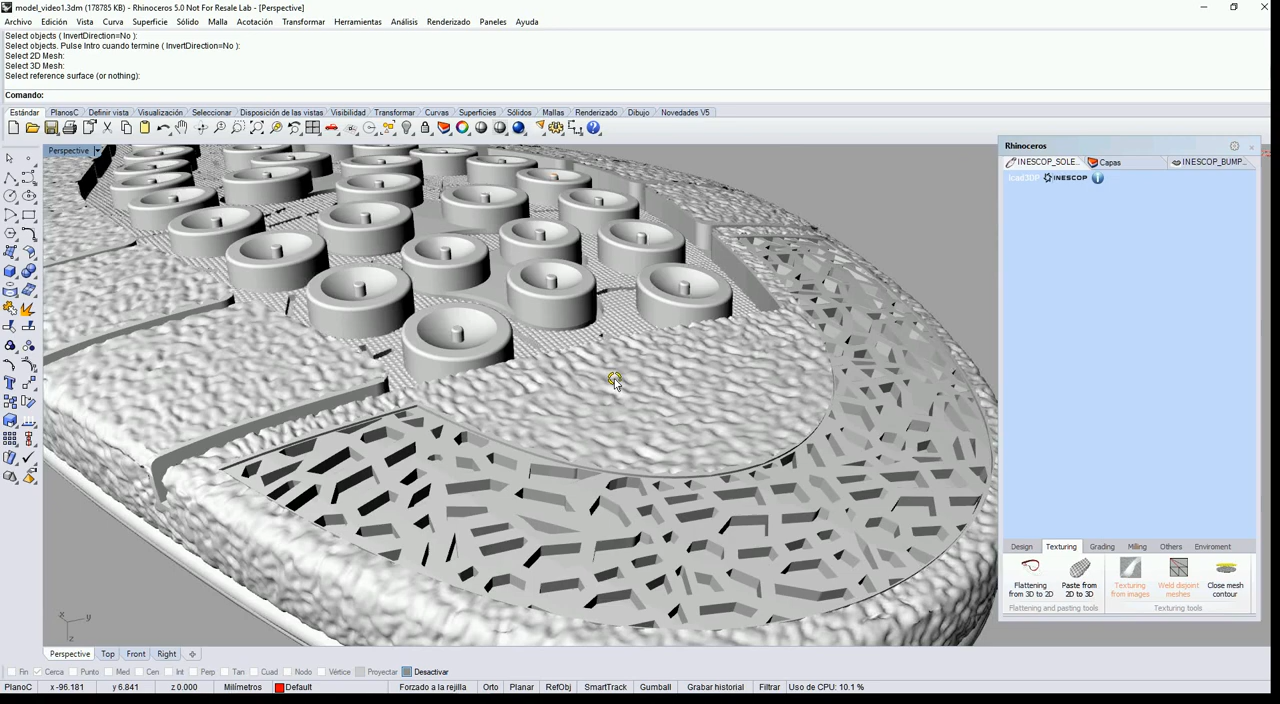 model_video1.3dm (178785 KB) - Rhinoceros 5.0 Not For Resale Lab - [Perspective]
Archivo Edición Vista Curva Superficie Sólido Malla Acotación Transformar Herramientas Análisis Renderizado Paneles Ayuda
Select objects ( InvertDirection=No ):
Select objects. Pulse Intro cuando termine ( InvertDirection=No ):
Select 2D Mesh:
Select 3D Mesh:
Select reference surface (or nothing):
Comando:
Estándar PlanosC Definir vista Visualización Seleccionar Disposición de las vistas Visibilidad Transformar Curvas Superficies Sólidos Mallas Renderizado Dibujo Novedades V5
Perspective
Rhinoceros
INESCOP_SOLE... Capas INESCOP_BUMP...
icad3DP INESCOP i
Design Texturing Grading Milling Others Enviroment
Flattening from 3D to 2D
Paste from 2D to 3D
Texturing from images
Weld disjoint meshes
Close mesh contour
Flattening and pasting tools Texturing tools
x y z
Perspective Top Front Right
Fin Cerca Punto Med Cen Int Perp Tan Cuad Nodo Vértice Proyectar Desactivar
PlanoC x -96.181 y 6.841 z 0.000 Milímetros Default Forzado a la rejilla Orto Planar RefObj SmartTrack Gumball Grabar historial Filtrar Uso de CPU: 10.1 %